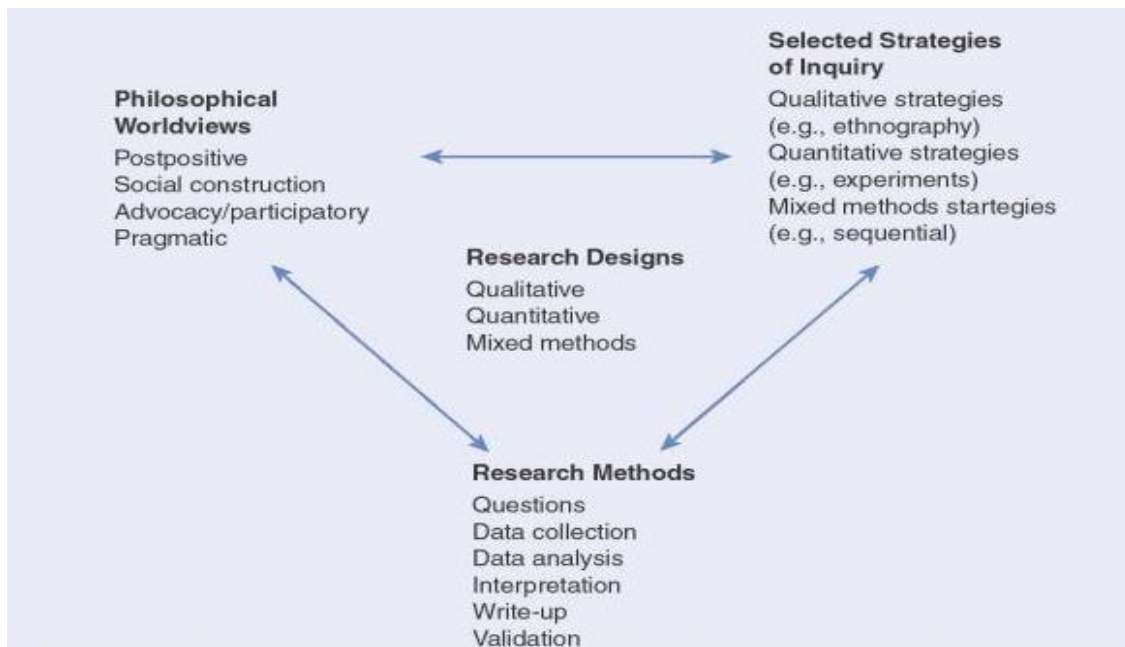 Philosophical
Worldviews
Postpositive
Social construction
Advocacy/participatory
Pragmatic
Selected Strategies
of Inquiry
Qualitative strategies
(e.g., ethnography)
Quantitative strategies
(e.g., experiments)
Mixed methods startegies
(e.g., sequential)
Research Designs
Qualitative
Quantitative
Mixed methods
Research Methods
Questions
Data collection
Data analysis
Interpretation
Write-up
Validation